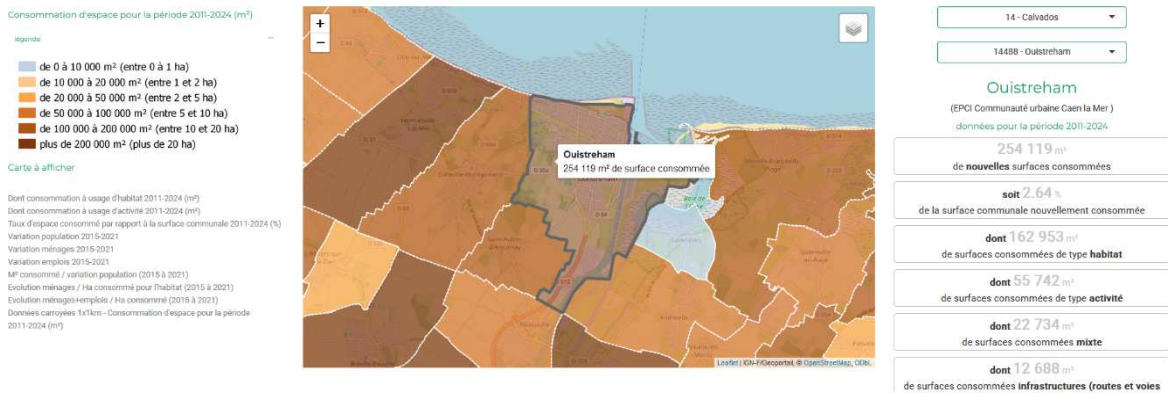 Consommation d'espace pour la période 2011-2024 (m²)
légende
de 0 à 10 000 m² (entre 0 à 1 ha)
de 10 000 à 20 000 m² (entre 1 et 2 ha)
de 20 000 à 50 000 m² (entre 2 et 5 ha)
de 50 000 à 100 000 m² (entre 5 et 10 ha)
de 100 000 à 200 000 m² (entre 10 et 20 ha)
plus de 200 000 m² (plus de 20 ha)
Carte à afficher
Dont consommation à usage d'habitat 2011-2024 (m²)
Dont consommation à usage d'activité 2011-2024 (m²)
Taux d'espace consommé par rapport à la surface communale 2011-2024 (%)
Variation population 2015-2021
Variation ménages 2015-2021
Variation emplois 2015-2021
M² consommé / variation population (2015 à 2021)
Evolution ménages / Ha consommé pour l'habitat (2015 à 2021)
Evolution ménages+emplois / Ha consommé (2015 à 2021)
Données carroyées 1x1km - Consommation d'espace pour la période
2011-2024 (m²)
+
−
Ouistreham
254 119 m² de surface consommée
Leaflet | IGN-F/Geoportail, © OpenStreetMap, ODbL
14 - Calvados
14488 - Ouistreham
Ouistreham
(EPCI Communauté urbaine Caen la Mer )
données pour la période 2011-2024
254 119 m²
de nouvelles surfaces consommées
soit 2.64 %
de la surface communale nouvellement consommée
dont 162 953 m²
de surfaces consommées de type habitat
dont 55 742 m²
de surfaces consommées de type activité
dont 22 734 m²
de surfaces consommées mixte
dont 12 688 m²
de surfaces consommées infrastructures (routes et voies